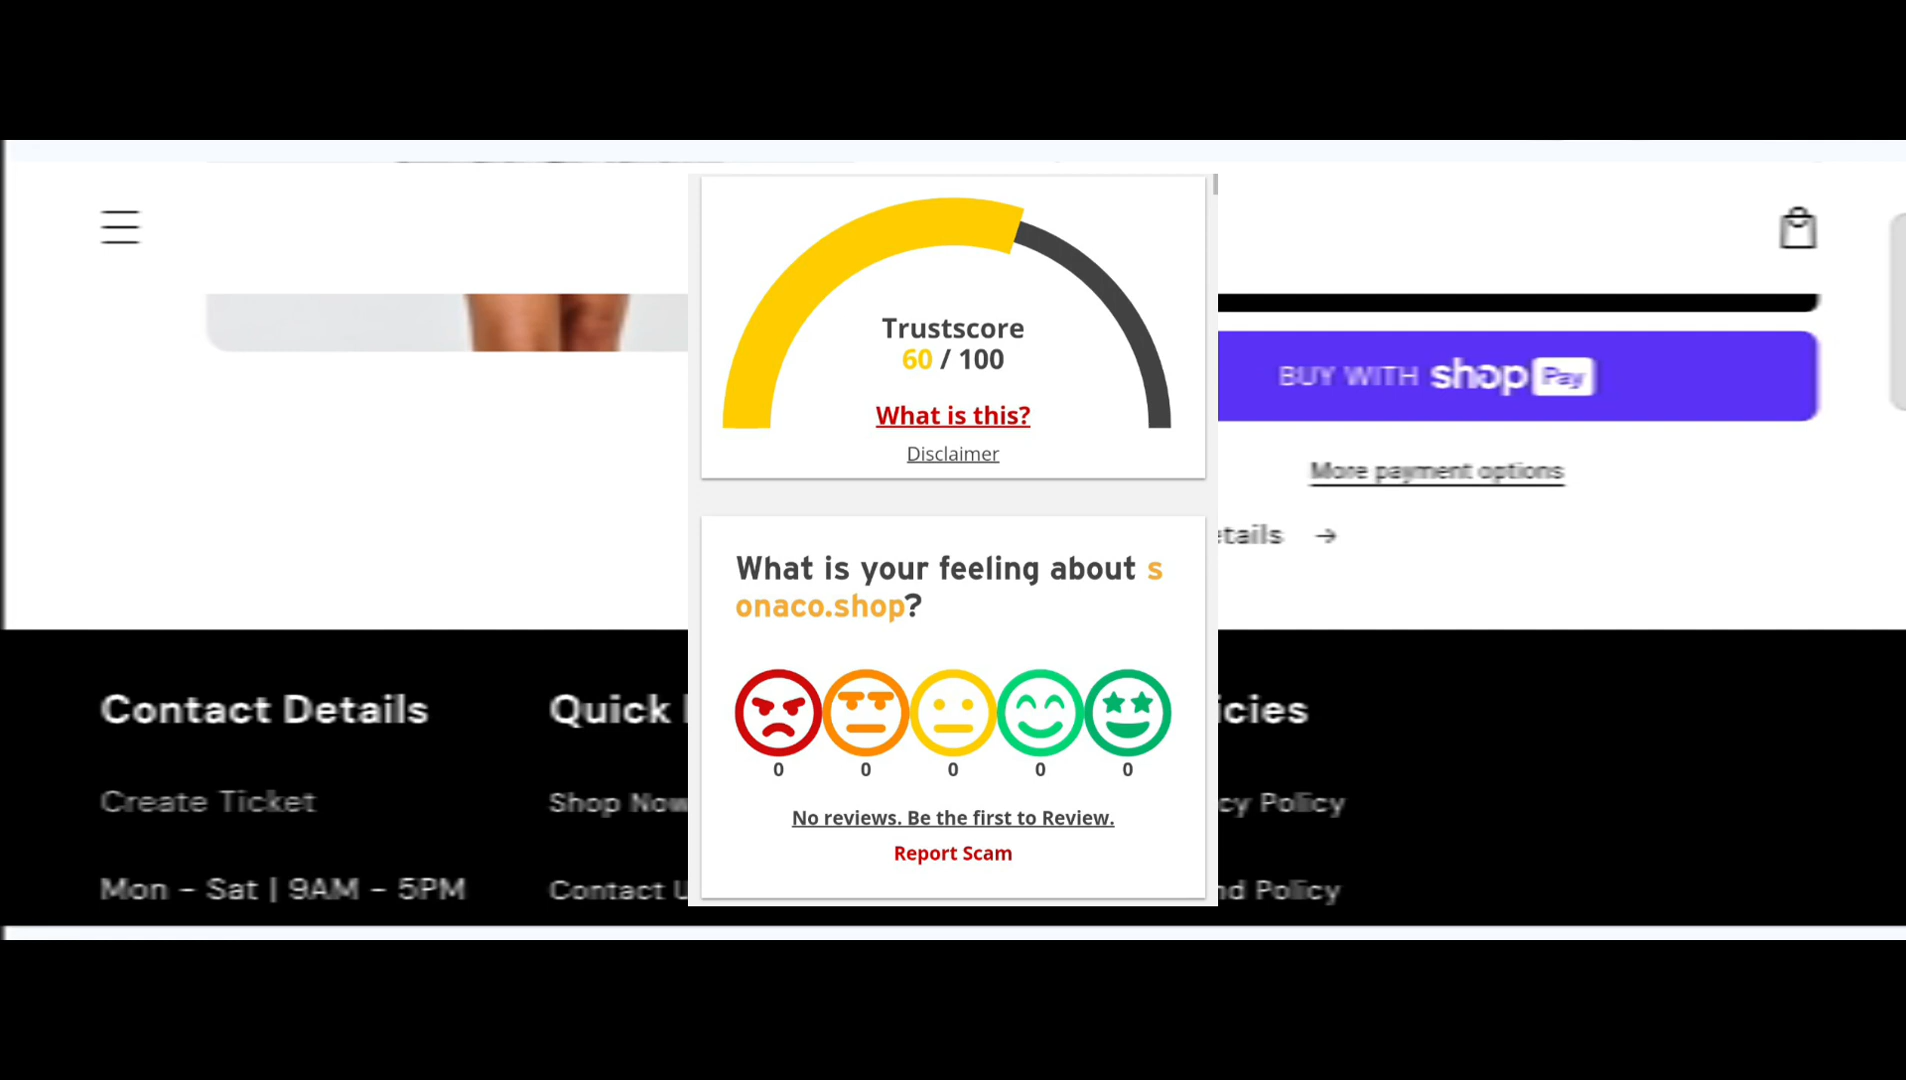 Trustscore
60 / 100
What is this?
Disclaimer
BUY WITH shop Pay
More payment options
etails →
What is your feeling about s
onaco.shop?
0 0 0 0 0
No reviews. Be the first to Review.
Report Scam
Contact Details
Create Ticket
Mon - Sat | 9AM - 5PM
Quick
Shop Now
Contact U
icies
cy Policy
nd Policy